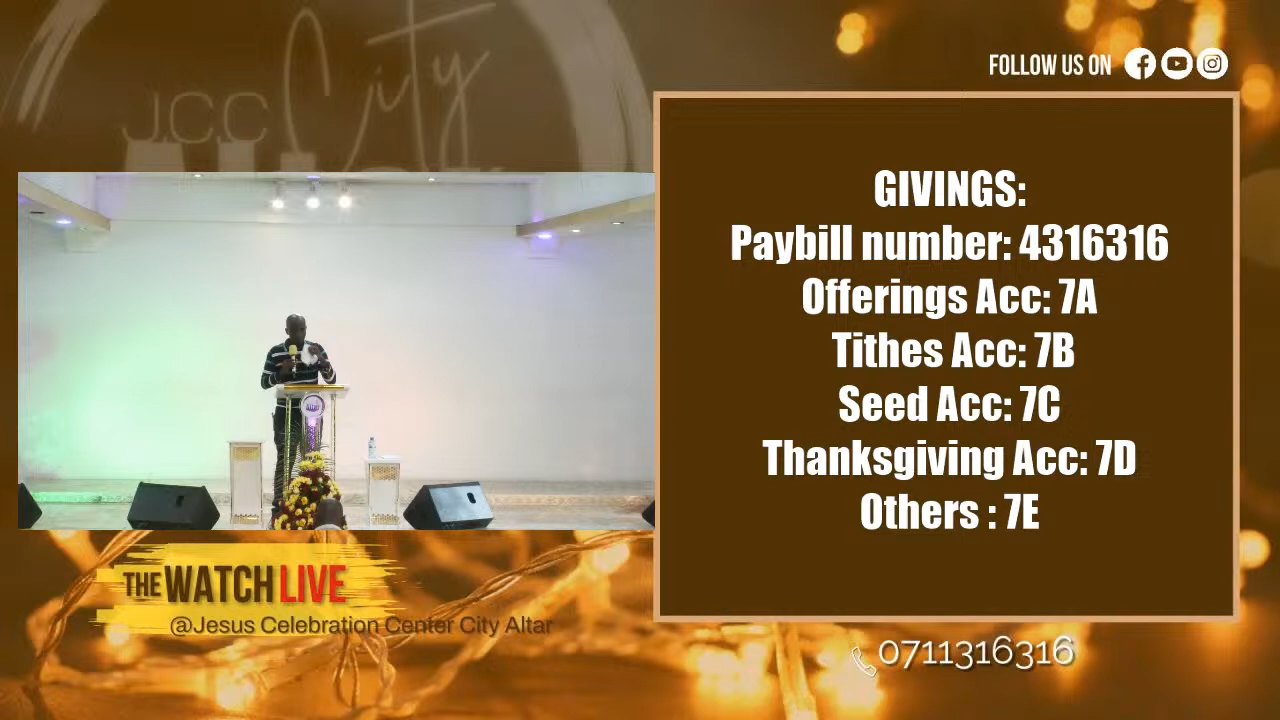 J.C.C City
FOLLOW US ON
GIVINGS:
Paybill number: 4316316
Offerings Acc: 7A
Tithes Acc: 7B
Seed Acc: 7C
Thanksgiving Acc: 7D
Others : 7E
THE WATCH LIVE
@Jesus Celebration Center City Altar
0711316316